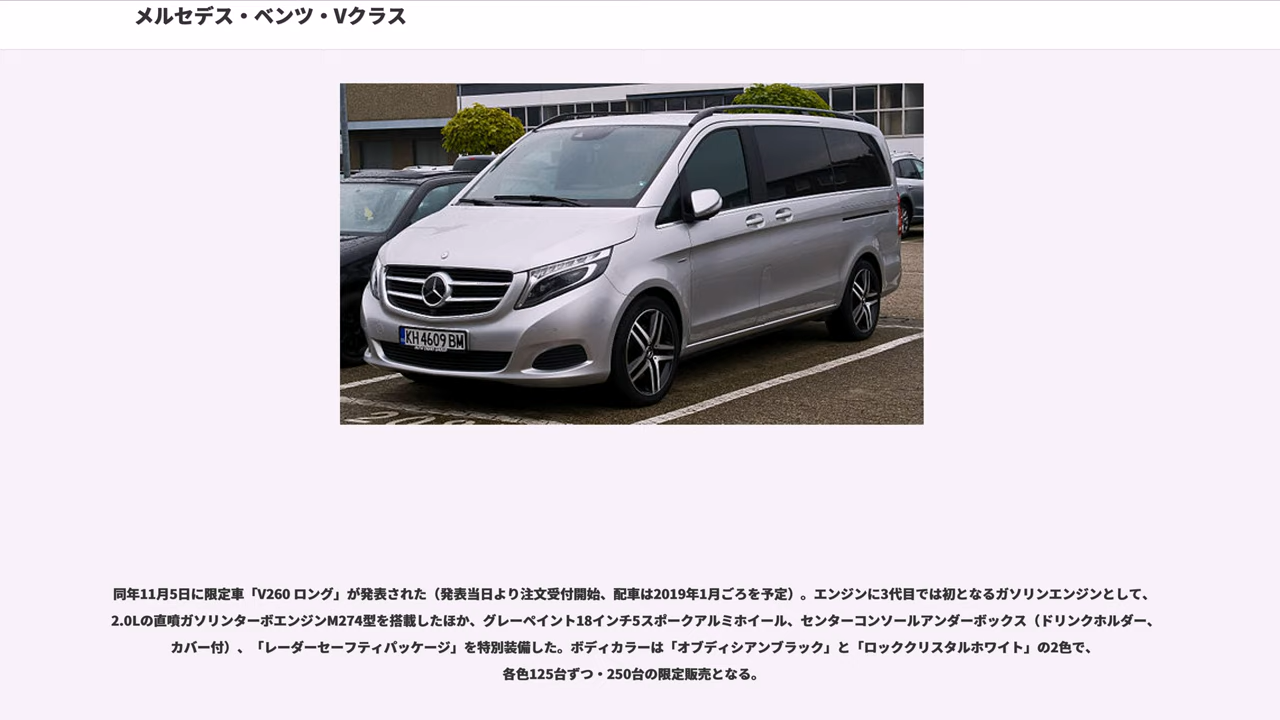 メルセデス・ベンツ・Vクラス
KH 4609 BM
同年11月5日に限定車「V260 ロング」が発表された（発表当日より注文受付開始、配車は2019年1月ごろを予定）。エンジンに3代目では初となるガソリンエンジンとして、
2.0Lの直噴ガソリンターボエンジンM274型を搭載したほか、グレーペイント18インチ5スポークアルミホイール、センターコンソールアンダーボックス（ドリンクホルダー、
カバー付）、「レーダーセーフティパッケージ」を特別装備した。ボディカラーは「オブディシアンブラック」と「ロッククリスタルホワイト」の2色で、
各色125台ずつ・250台の限定販売となる。